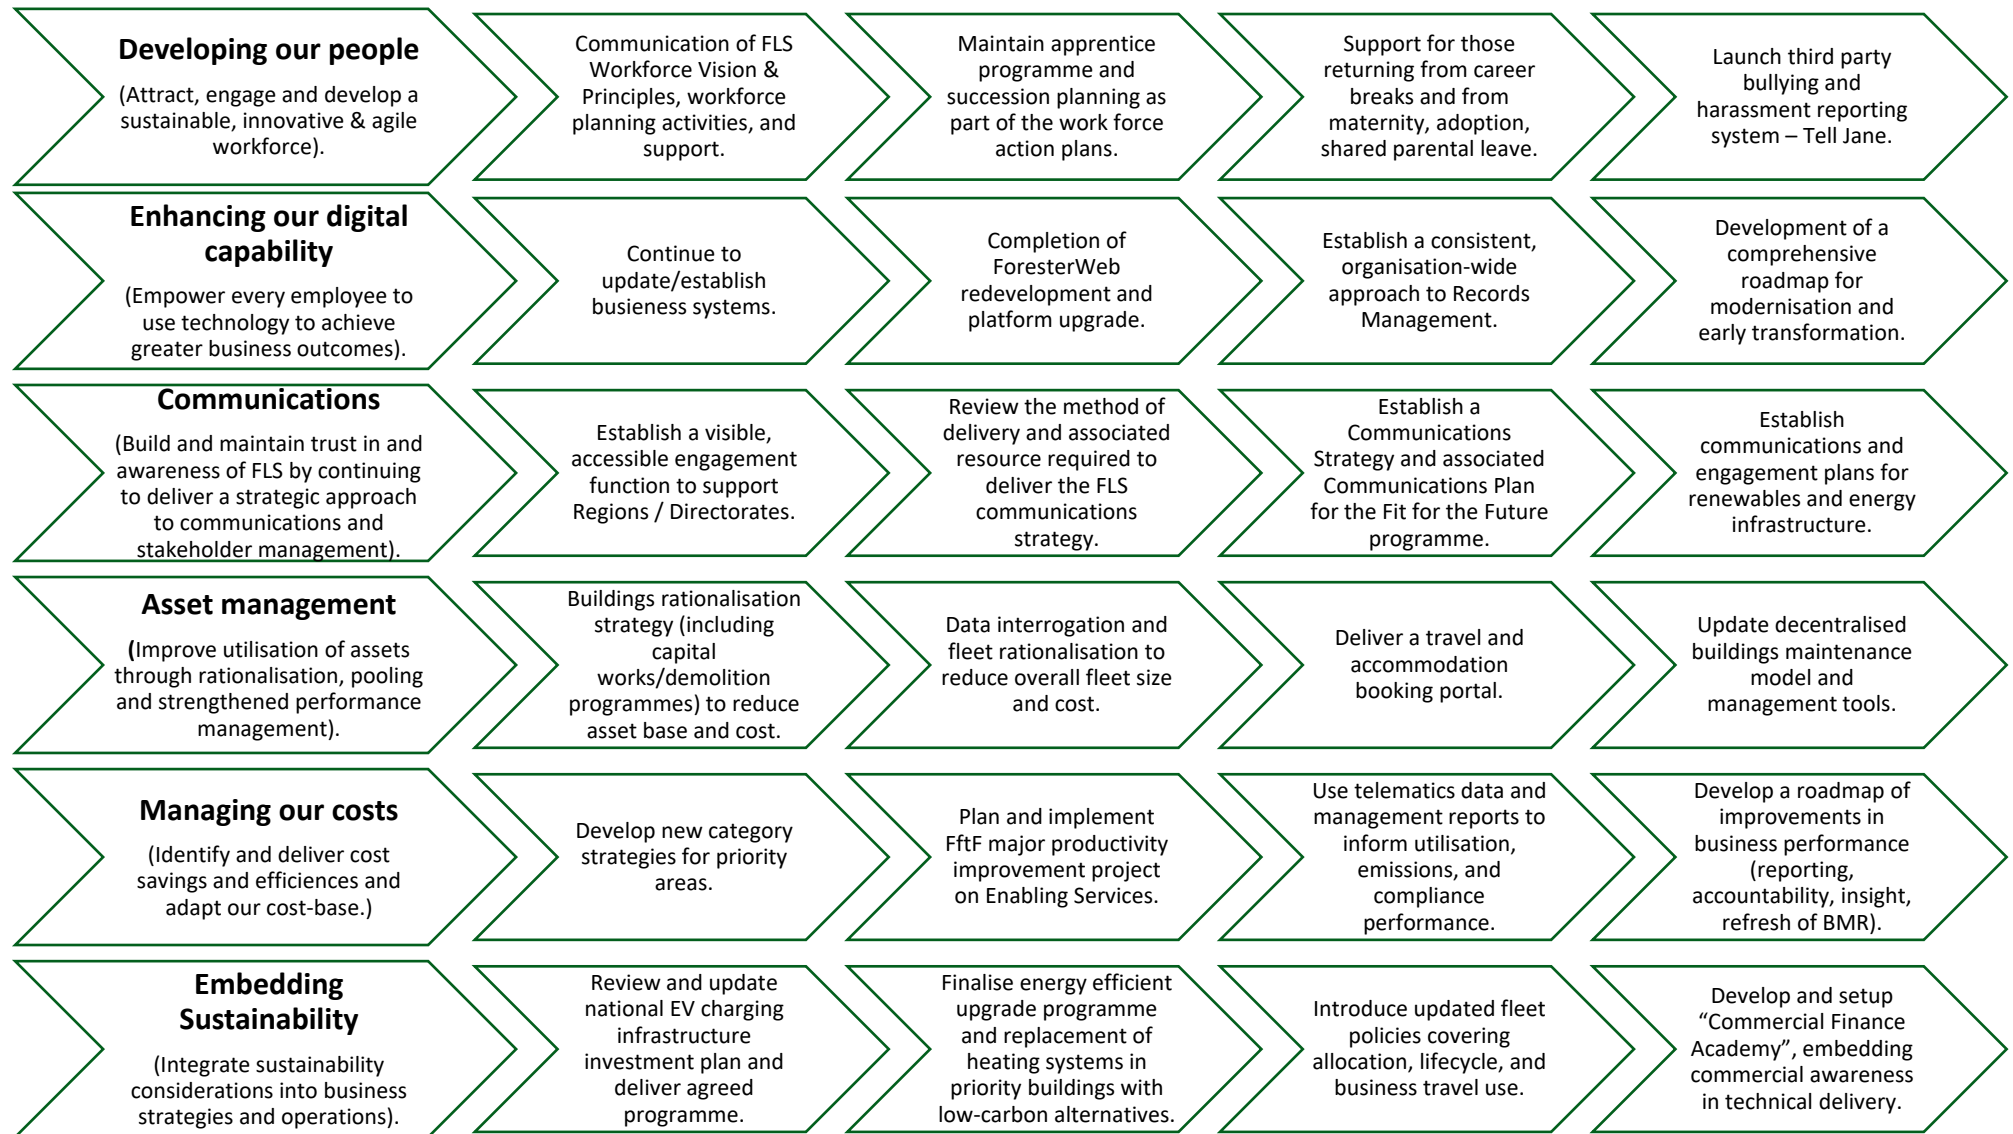 Developing our people
(Attract, engage and develop a
sustainable, innovative & agile
workforce).
Communication of FLS
Workforce Vision &
Principles, workforce
planning activities, and
support.
Maintain apprentice
programme and
succession planning as
part of the work force
action plans.
Support for those
returning from career
breaks and from
maternity, adoption,
shared parental leave.
Launch third party
bullying and
harassment reporting
system – Tell Jane.
Enhancing our digital
capability
(Empower every employee to
use technology to achieve
greater business outcomes).
Continue to
update/establish
busieness systems.
Completion of
ForesterWeb
redevelopment and
platform upgrade.
Establish a consistent,
organisation-wide
approach to Records
Management.
Development of a
comprehensive
roadmap for
modernisation and
early transformation.
Communications
(Build and maintain trust in and
awareness of FLS by continuing
to deliver a strategic approach
to communications and
stakeholder management).
Establish a visible,
accessible engagement
function to support
Regions / Directorates.
Review the method of
delivery and associated
resource required to
deliver the FLS
communications
strategy.
Establish a
Communications
Strategy and associated
Communications Plan
for the Fit for the Future
programme.
Establish
communications and
engagement plans for
renewables and energy
infrastructure.
Asset management
(Improve utilisation of assets
through rationalisation, pooling
and strengthened performance
management).
Buildings rationalisation
strategy (including
capital
works/demolition
programmes) to reduce
asset base and cost.
Data interrogation and
fleet rationalisation to
reduce overall fleet size
and cost.
Deliver a travel and
accommodation
booking portal.
Update decentralised
buildings maintenance
model and
management tools.
Managing our costs
(Identify and deliver cost
savings and efficiences and
adapt our cost-base.)
Develop new category
strategies for priority
areas.
Plan and implement
FftF major productivity
improvement project
on Enabling Services.
Use telematics data and
management reports to
inform utilisation,
emissions, and
compliance
performance.
Develop a roadmap of
improvements in
business performance
(reporting,
accountability, insight,
refresh of BMR).
Embedding
Sustainability
(Integrate sustainability
considerations into business
strategies and operations).
Review and update
national EV charging
infrastructure
investment plan and
deliver agreed
programme.
Finalise energy efficient
upgrade programme
and replacement of
heating systems in
priority buildings with
low-carbon alternatives.
Introduce updated fleet
policies covering
allocation, lifecycle, and
business travel use.
Develop and setup
“Commercial Finance
Academy”, embedding
commercial awareness
in technical delivery.